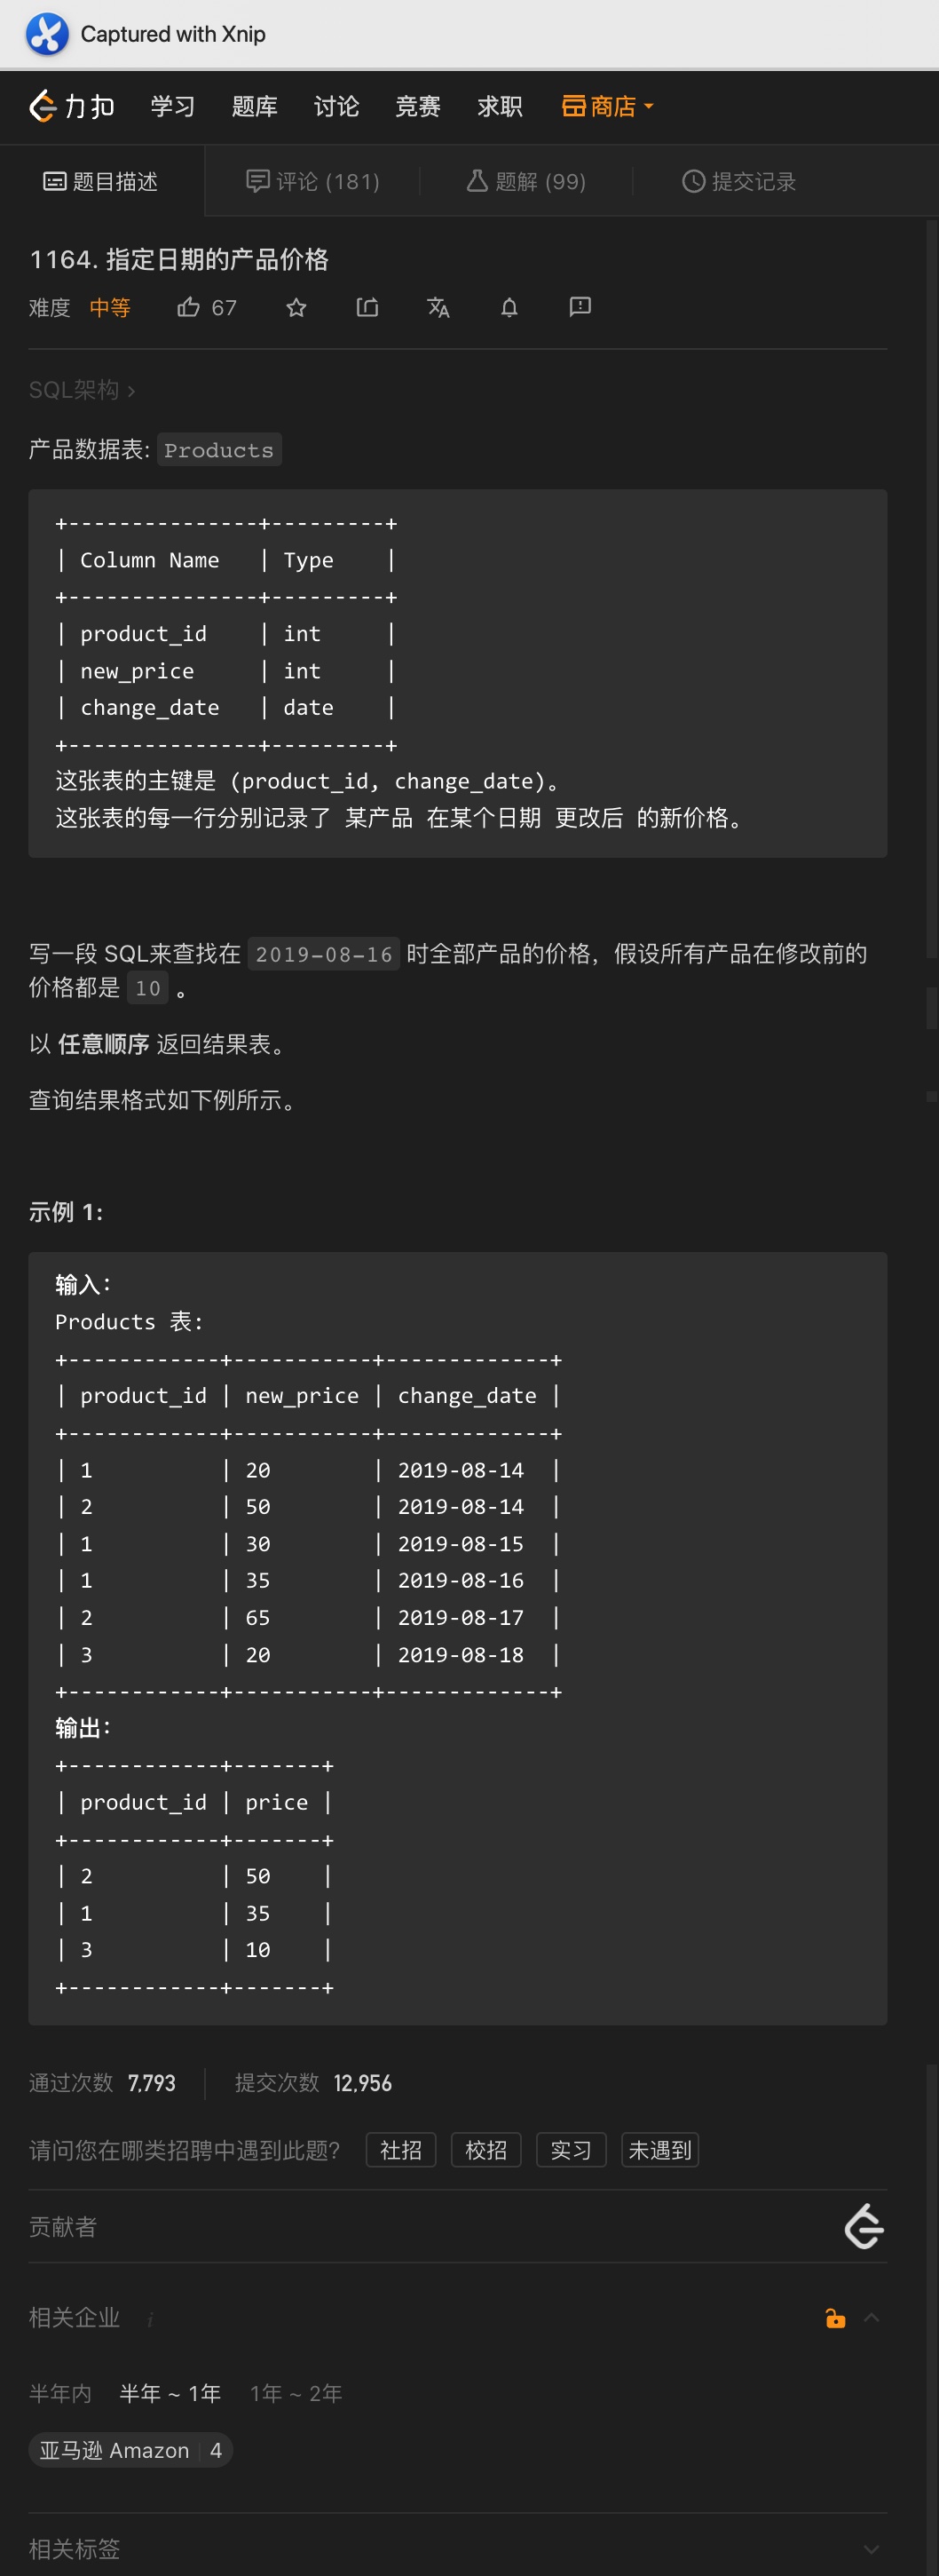 Captured with Xnip
力扣 学习 题库 讨论 竞赛 求职 商店
题目描述 评论 (181) 题解 (99) 提交记录
1164. 指定日期的产品价格
难度 中等 67
SQL架构 ›
产品数据表: Products
+---------------+---------+
| Column Name   | Type    |
+---------------+---------+
| product_id    | int     |
| new_price     | int     |
| change_date   | date    |
+---------------+---------+
这张表的主键是 (product_id, change_date)。
这张表的每一行分别记录了 某产品 在某个日期 更改后 的新价格。
写一段 SQL来查找在 2019-08-16 时全部产品的价格，假设所有产品在修改前的
价格都是 10 。
以 任意顺序 返回结果表。
查询结果格式如下例所示。
示例 1:
输入：
Products 表:
+------------+-----------+-------------+
| product_id | new_price | change_date |
+------------+-----------+-------------+
| 1          | 20        | 2019-08-14  |
| 2          | 50        | 2019-08-14  |
| 1          | 30        | 2019-08-15  |
| 1          | 35        | 2019-08-16  |
| 2          | 65        | 2019-08-17  |
| 3          | 20        | 2019-08-18  |
+------------+-----------+-------------+
输出：
+------------+-------+
| product_id | price |
+------------+-------+
| 2          | 50    |
| 1          | 35    |
| 3          | 10    |
+------------+-------+
通过次数 7,793 提交次数 12,956
请问您在哪类招聘中遇到此题? 社招 校招 实习 未遇到
贡献者
相关企业 i
半年内 半年 ~ 1年 1年 ~ 2年
亚马逊 Amazon | 4
相关标签